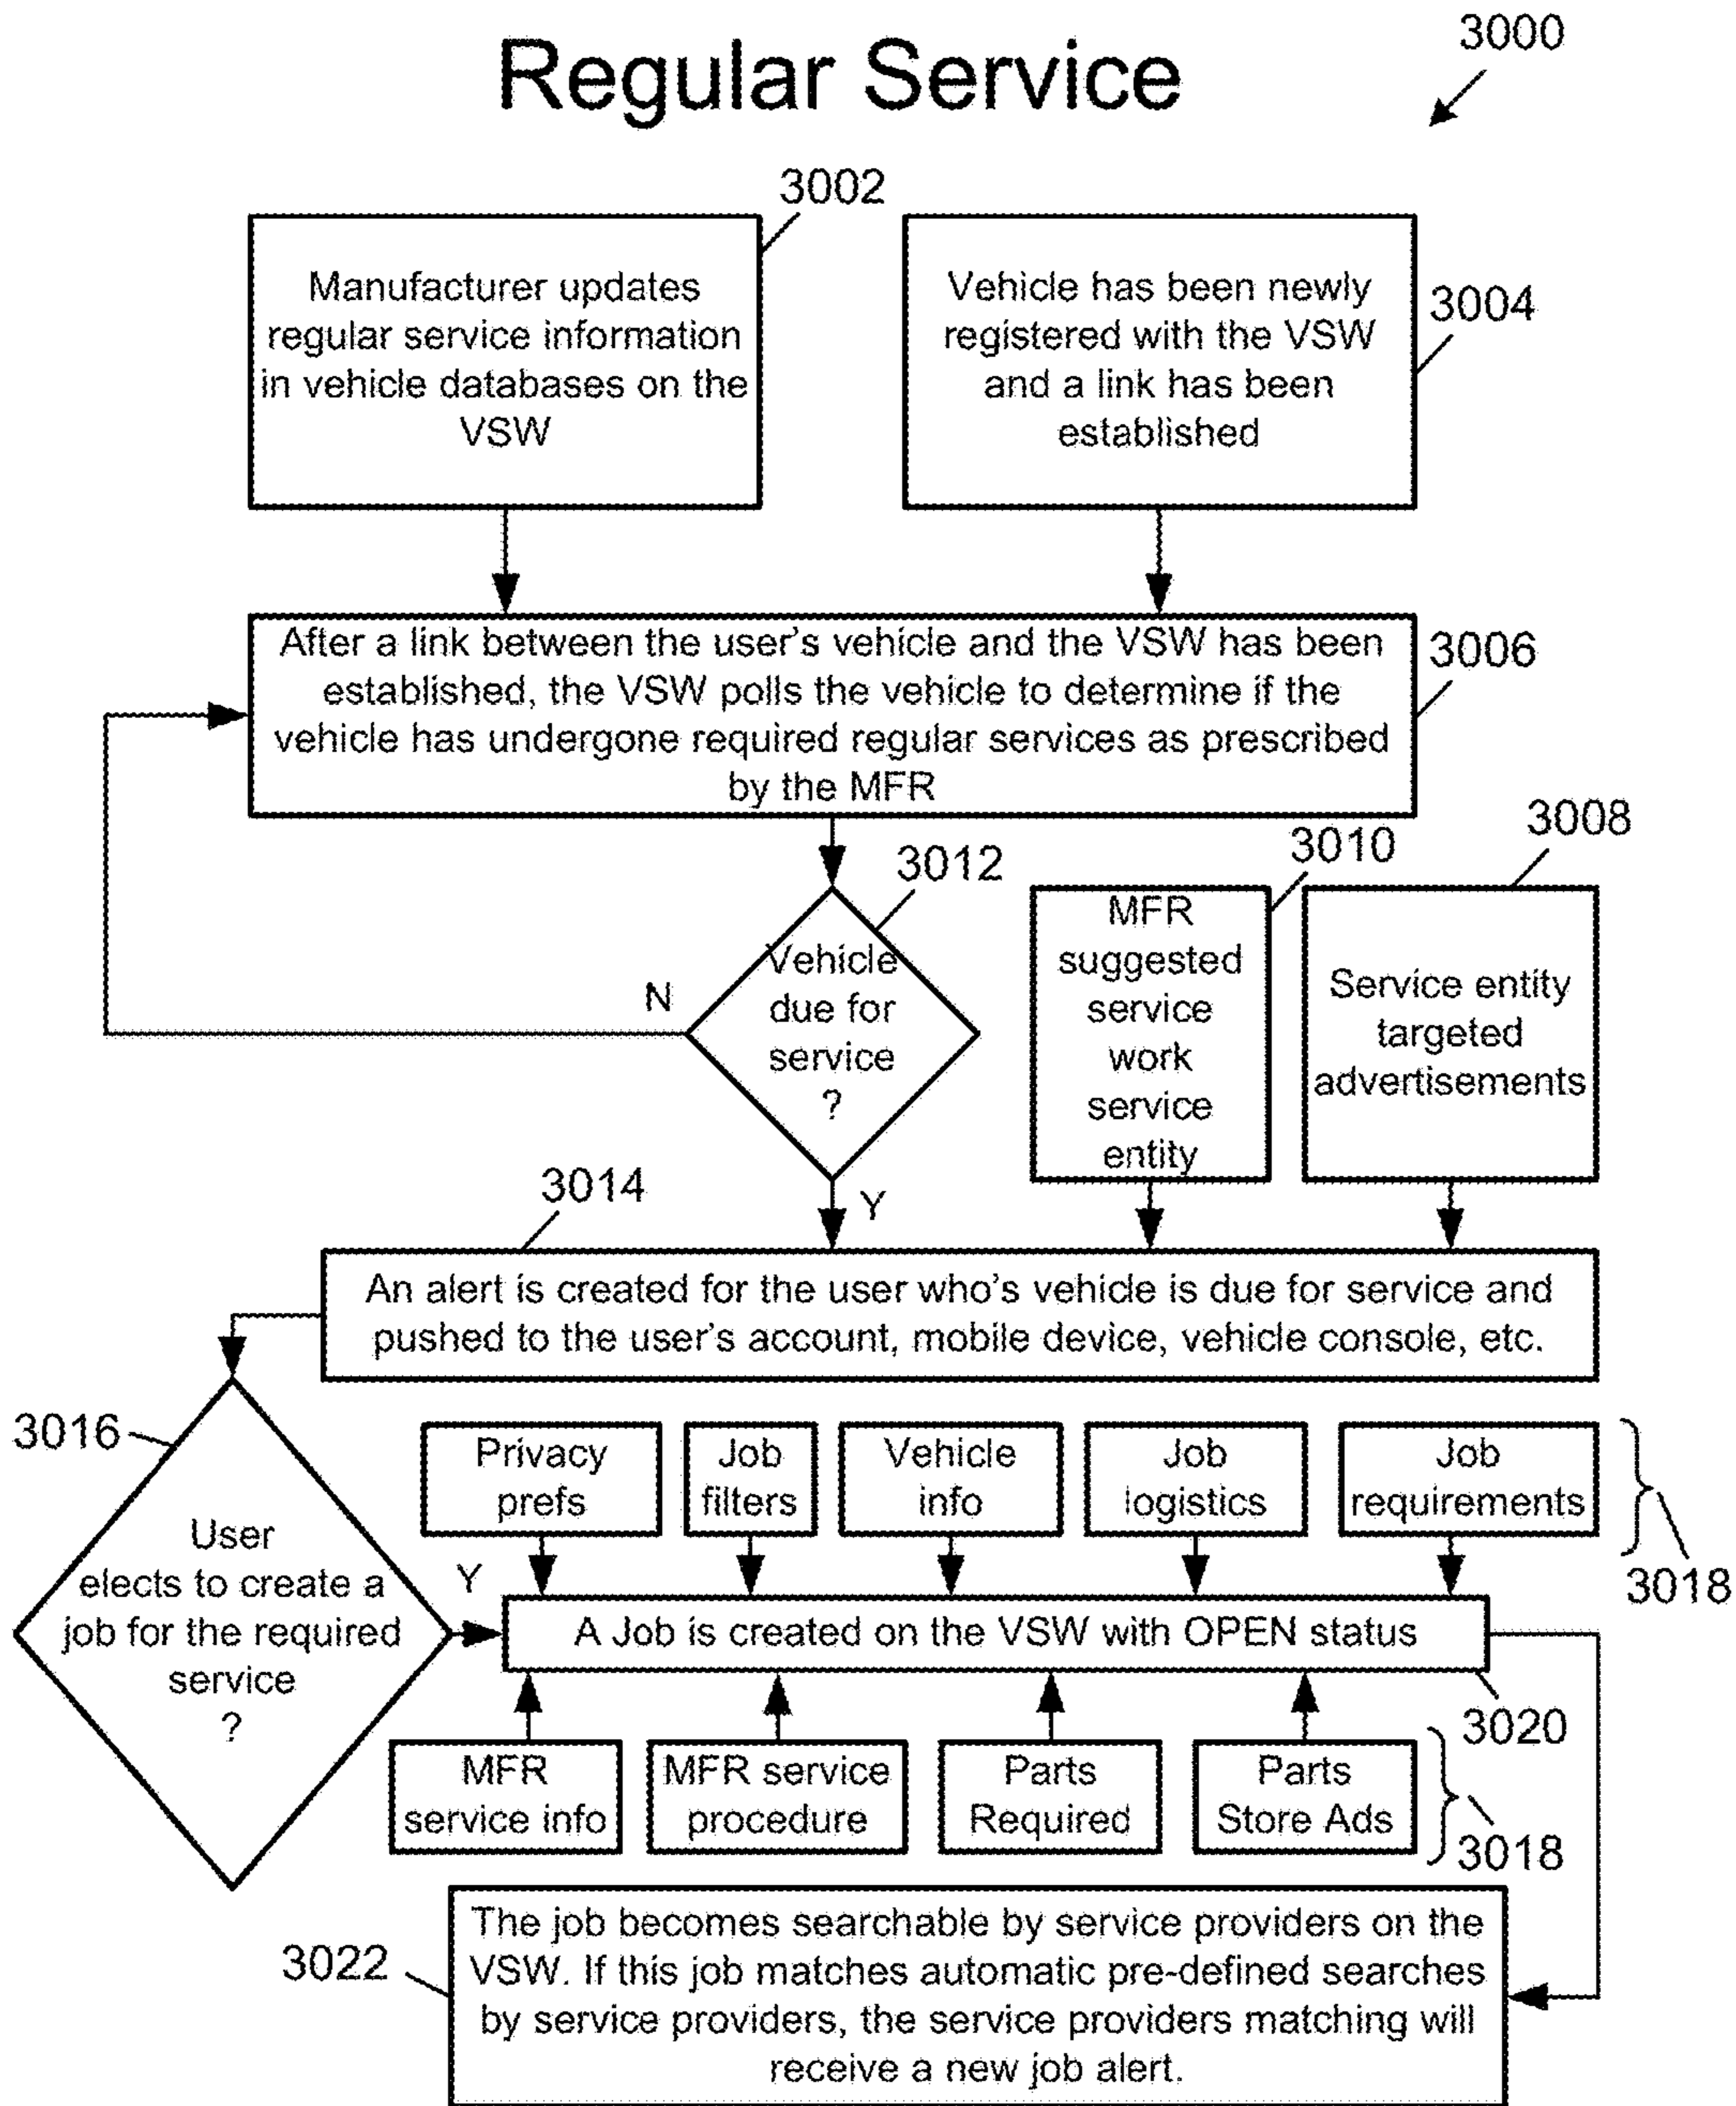 Regular Service
3000
3002
Manufacturer updates
regular service information
in vehicle databases on the
VSW
Vehicle has been newly
registered with the VSW
and a link has been
established
3004
After a link between the user's vehicle and the VSW has been
established, the VSW polls the vehicle to determine if the
vehicle has undergone required regular services as prescribed
by the MFR
3006
3008
3010
3012
Vehicle
due for
service
?
N
Y
MFR
suggested
service
work
service
entity
Service entity
targeted
advertisements
3014
An alert is created for the user who's vehicle is due for service and
pushed to the user's account, mobile device, vehicle console, etc.
3016
User
elects to create a
job for the required
service
?
Y
Privacy
prefs
Job
filters
Vehicle
info
Job
logistics
Job
requirements
3018
A Job is created on the VSW with OPEN status
3020
MFR
service info
MFR service
procedure
Parts
Required
Parts
Store Ads
3018
3022
The job becomes searchable by service providers on the
VSW. If this job matches automatic pre-defined searches
by service providers, the service providers matching will
receive a new job alert.